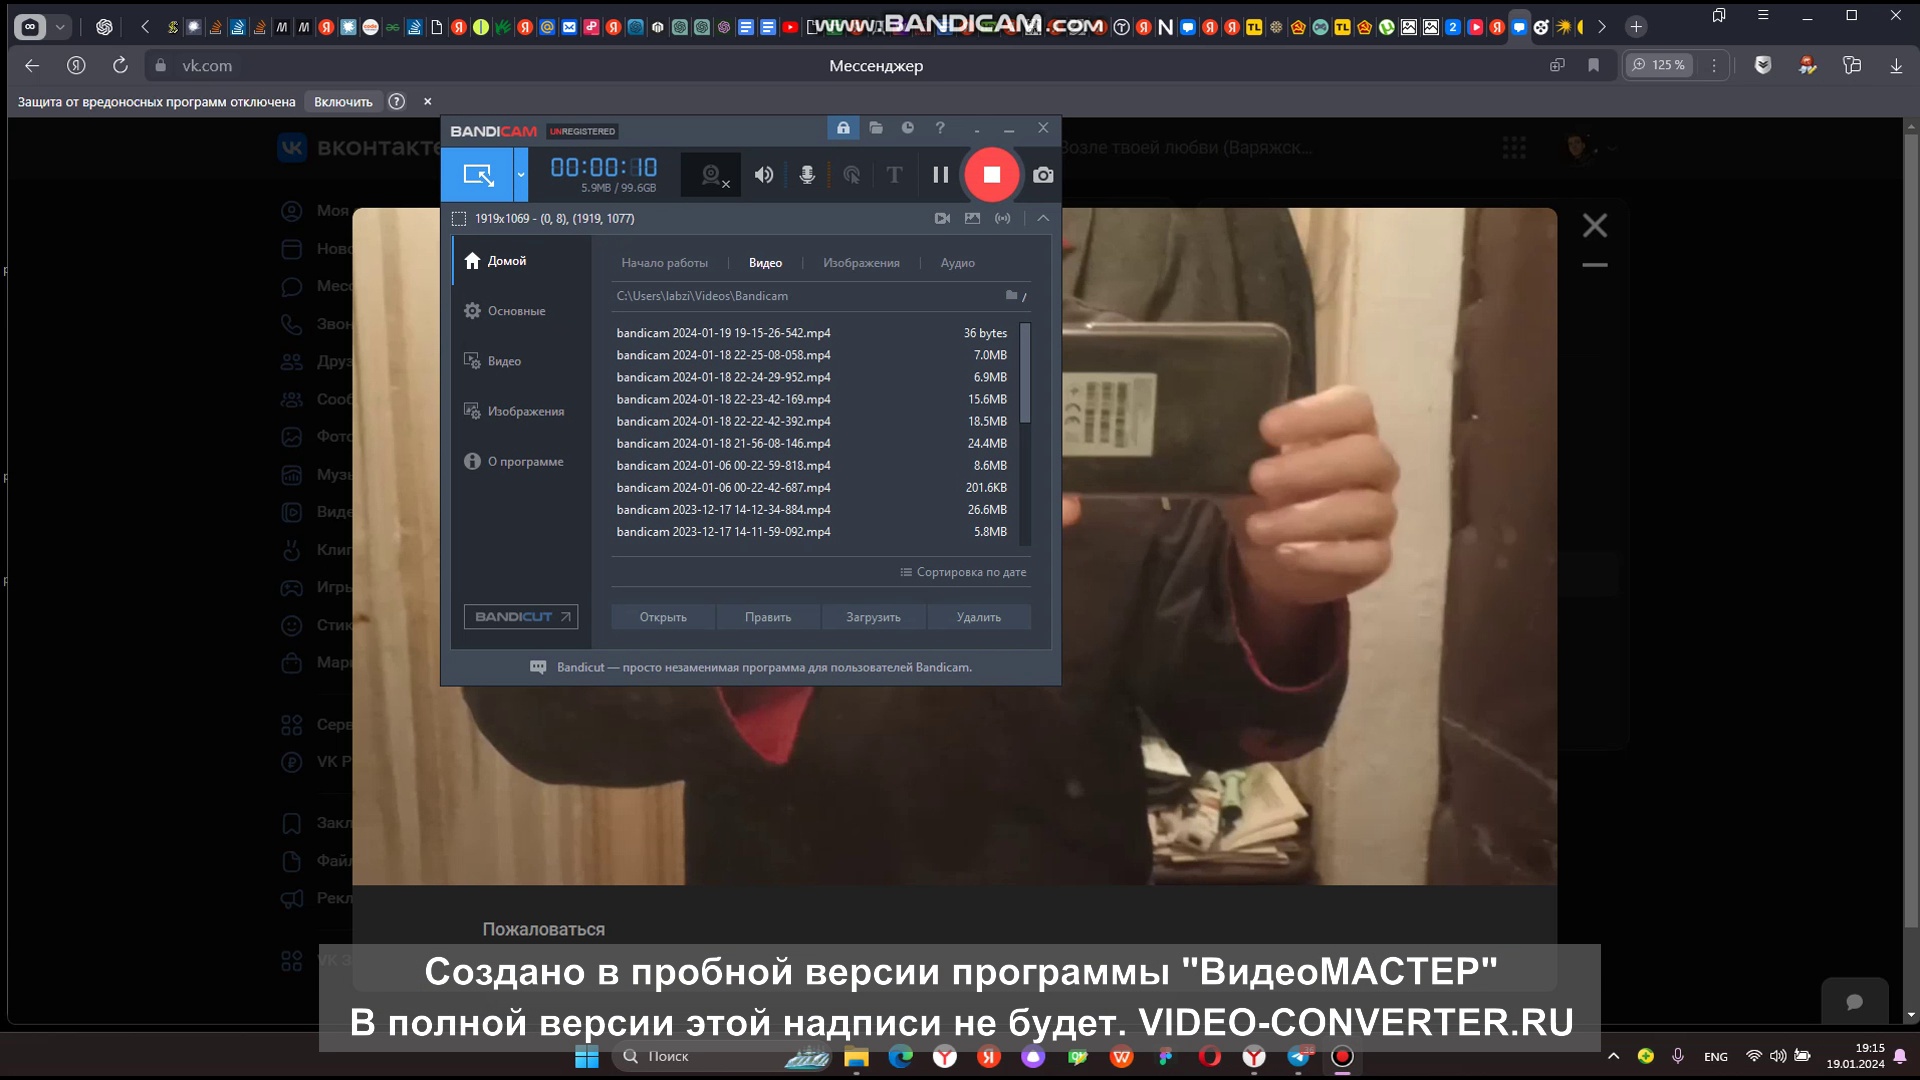 www.BANDICAM.com
vk.com
Мессенджер
125 %
Защит от вредоносных программ отключена
Включить
BANDICAM
UNREGISTERED
вконтакте
Возле твоей любви (Варяжск...
00:00:10
5.9MB / 99.6GB
1919x1069 - (0, 8), (1919, 1077)
Домой
Основные
Видео
Изображения
О программе
Начало работы
Видео
Изображения
Аудио
C:\Users\labzi\Videos\Bandicam
bandicam 2024-01-19 19-15-26-542.mp4 36 bytes
bandicam 2024-01-18 22-25-08-058.mp4 7.0MB
bandicam 2024-01-18 22-24-29-952.mp4 6.9MB
bandicam 2024-01-18 22-23-42-169.mp4 15.6MB
bandicam 2024-01-18 22-22-42-392.mp4 18.5MB
bandicam 2024-01-18 21-56-08-146.mp4 24.4MB
bandicam 2024-01-06 00-22-59-818.mp4 8.6MB
bandicam 2024-01-06 00-22-42-687.mp4 201.6KB
bandicam 2023-12-17 14-12-34-884.mp4 26.6MB
bandicam 2023-12-17 14-11-59-092.mp4 5.8MB
Сортировка по дате
BANDICUT
Открыть
Править
Загрузить
Удалить
Bandicut — просто незаменимая программа для пользователей Bandicam.
Моя
Ново
Месс
Звон
Друз
Сооб
Фото
Музы
Виде
Клип
Игры
Стик
Марк
Серв
VK P
Закл
Файл
Рекл
Пожаловаться
Создано в пробной версии программы "ВидеоМАСТЕР"
В полной версии этой надписи не будет. VIDEO-CONVERTER.RU
Поиск
ENG
19:15
19.01.2024